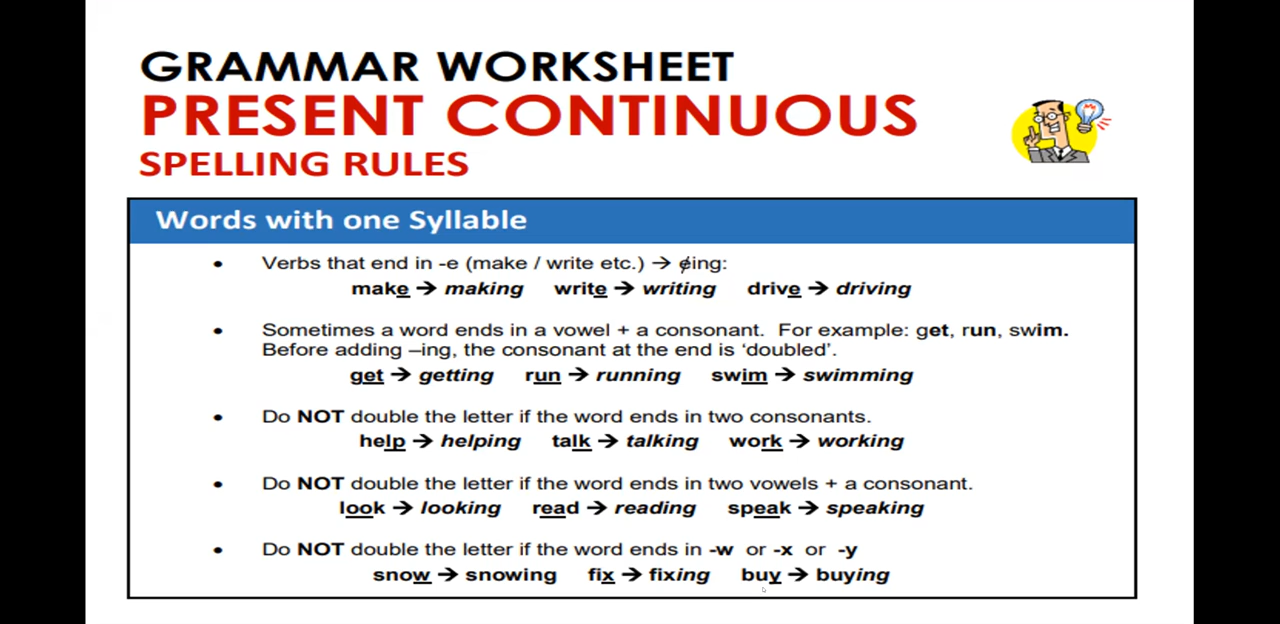 GRAMMAR WORKSHEET
PRESENT CONTINUOUS
SPELLING RULES
Words with one Syllable
• Verbs that end in -e (make / write etc.) → e̸ing:
make → making write → writing drive → driving
• Sometimes a word ends in a vowel + a consonant. For example: get, run, swim.
Before adding –ing, the consonant at the end is ‘doubled’.
get → getting run → running swim → swimming
• Do NOT double the letter if the word ends in two consonants.
help → helping talk → talking work → working
• Do NOT double the letter if the word ends in two vowels + a consonant.
look → looking read → reading speak → speaking
• Do NOT double the letter if the word ends in -w or -x or -y
snow → snowing fix → fixing buy → buying